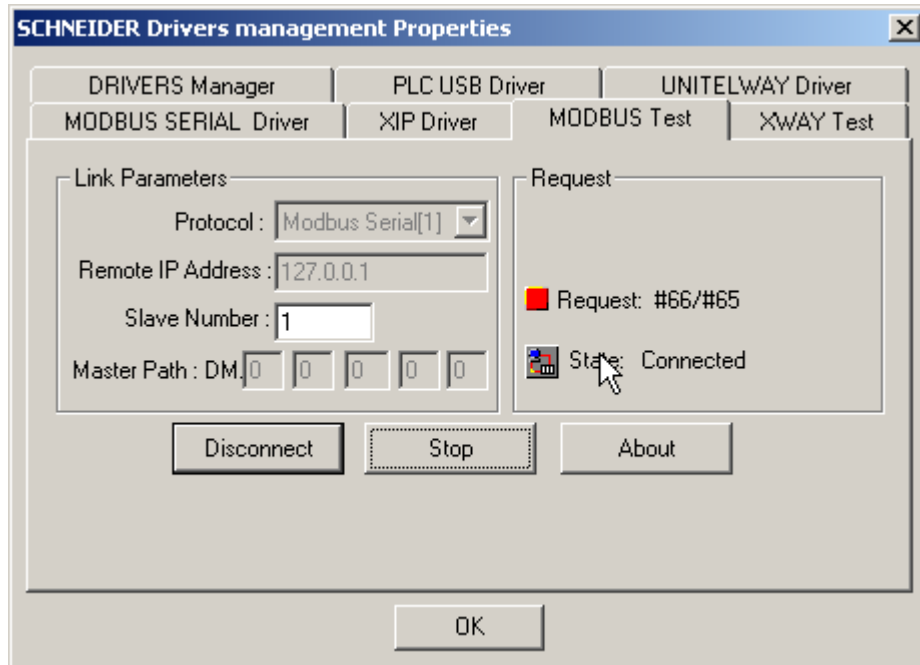 SCHNEIDER Drivers management Properties
DRIVERS Manager
PLC USB Driver
UNITELWAY Driver
MODBUS SERIAL Driver
XIP Driver
MODBUS Test
XWAY Test
Link Parameters
Protocol : Modbus Serial[1]
Remote IP Address : 127.0.0.1
Slave Number : 1
Master Path : DM. 0 0 0 0 0
Request
Request: #66/#65
State: Connected
Disconnect
Stop
About
OK